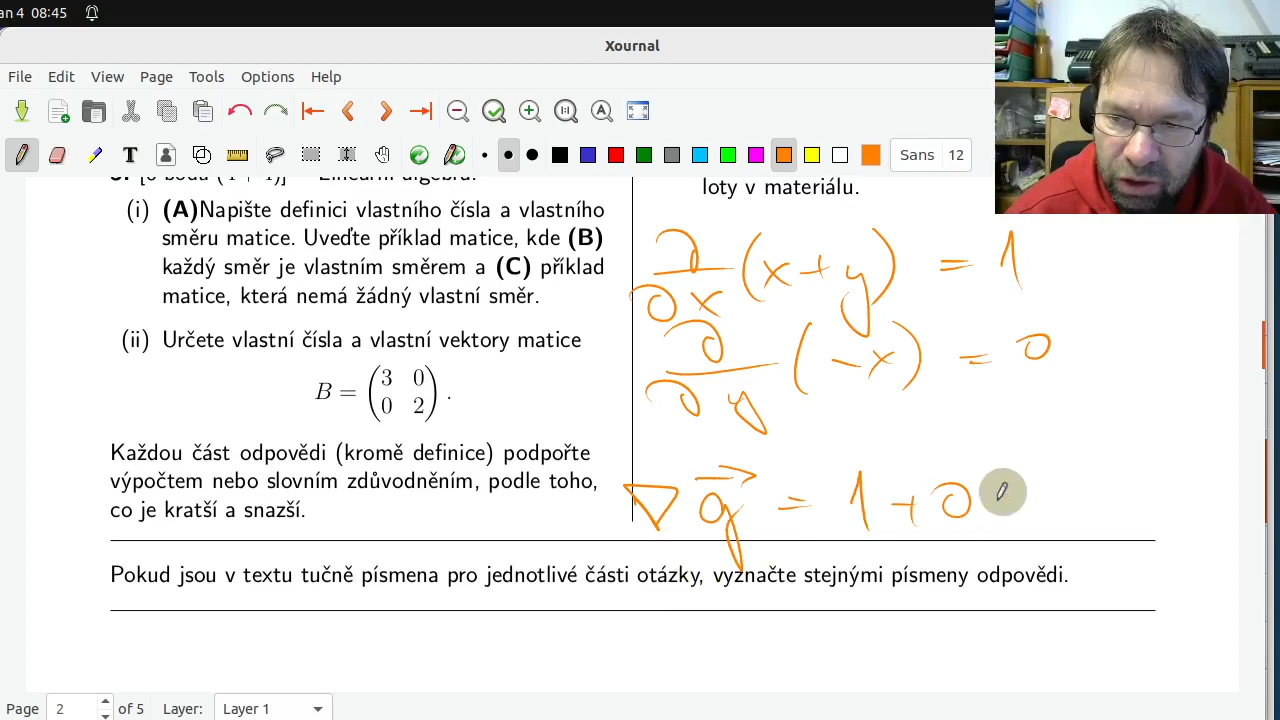 an 4 08:45
Xournal
File Edit View Page Tools Options Help
Sans 12
(i) (A)Napište definici vlastního čísla a vlastního
směru matice. Uveďte příklad matice, kde (B)
každý směr je vlastním směrem a (C) příklad
matice, která nemá žádný vlastní směr.
(ii) Určete vlastní čísla a vlastní vektory matice
B = (3 0
0 2) .
Každou část odpovědi (kromě definice) podpořte
výpočtem nebo slovním zdůvodněním, podle toho,
co je kratší a snazší.
loty v materiálu.
∂/∂x (x+y) = 1
∂/∂y (-x) = 0
∇ g⃗ = 1 + 0
Pokud jsou v textu tučně písmena pro jednotlivé části otázky, vyznačte stejnými písmeny odpovědi.
Page 2 of 5 Layer: Layer 1